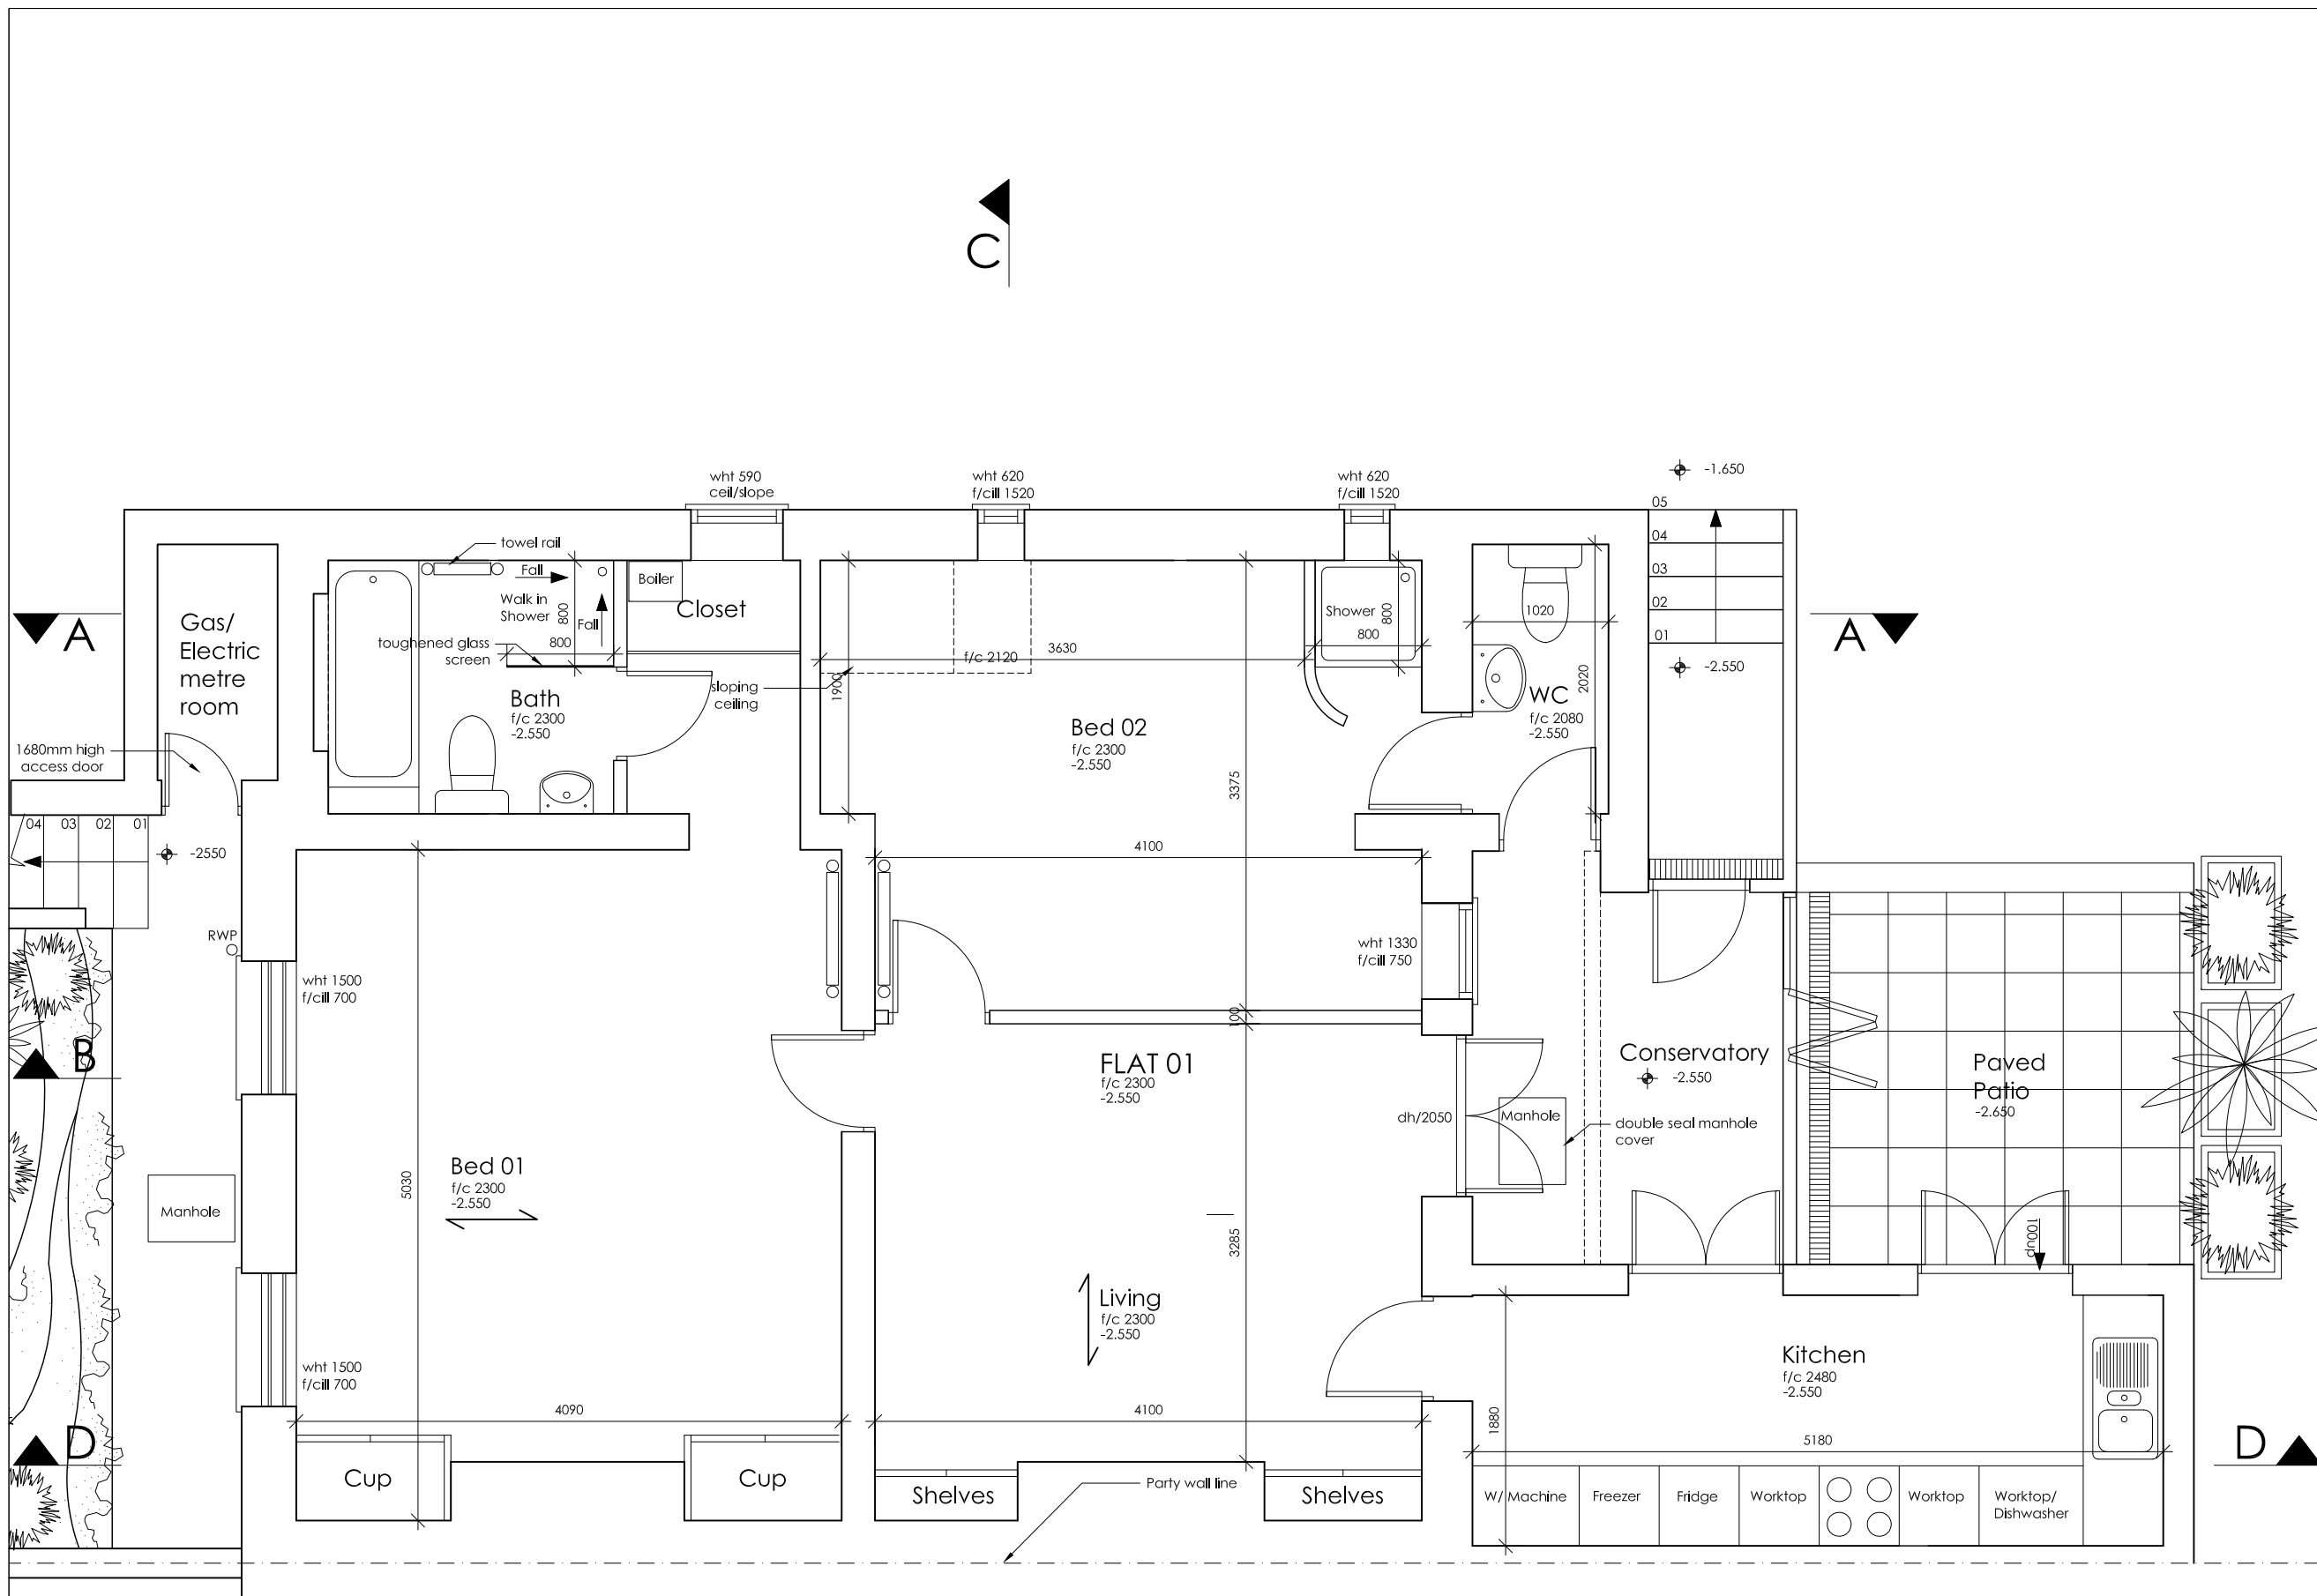 C
wht 590
ceil/slope
wht 620
f/cill 1520
wht 620
f/cill 1520
-1.650
05
04
03
02
01
-2.550
towel rail
Fall
Walk in
Shower
800
Fall
800
toughened glass
screen
Boiler
Closet
Shower
800
800
1020
2020
A
A
Gas/
Electric
metre
room
1680mm high
access door
Bath
f/c 2300
-2.550
sloping
ceiling
f/c 2120
3630
1900
Bed 02
f/c 2300
-2.550
3375
WC
f/c 2080
-2.550
04
03
02
01
-2550
4100
RWP
wht 1500
f/cill 700
wht 1330
f/cill 750
100
B
FLAT 01
f/c 2300
-2.550
Conservatory
-2.550
Paved
Patio
-2.650
dh/2050
Manhole
double seal manhole
cover
Bed 01
f/c 2300
-2.550
5030
Manhole
3285
100up
Living
f/c 2300
-2.550
wht 1500
f/cill 700
Kitchen
f/c 2480
-2.550
4090
4100
1880
5180
D
D
Cup
Cup
Shelves
Shelves
Party wall line
W/ Machine
Freezer
Fridge
Worktop
Worktop
Worktop/
Dishwasher